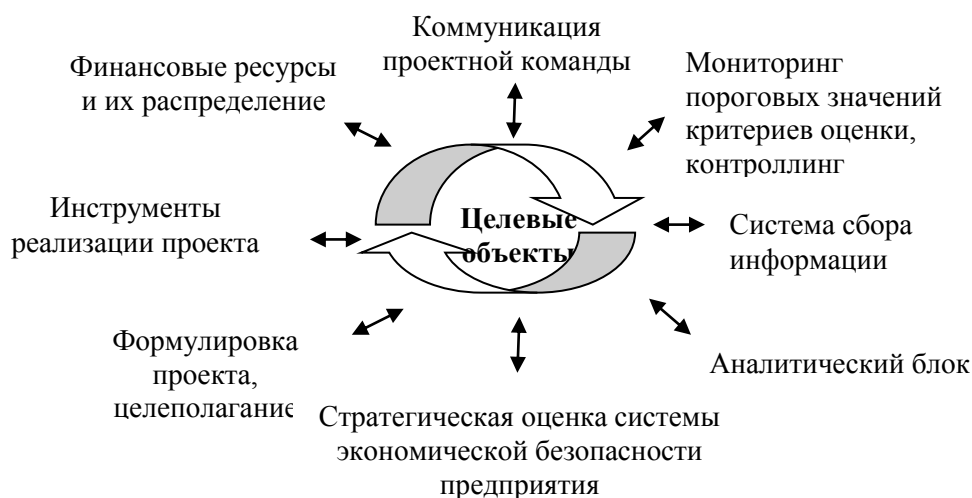 Коммуникация
проектной команды
Финансовые ресурсы
и их распределение
Мониторинг
пороговых значений
критериев оценки,
контроллинг
Инструменты
реализации проекта
Целевые
объекты
Система сбора
информации
Формулировка
проекта,
целеполагание
Аналитический блок
Стратегическая оценка системы
экономической безопасности
предприятия